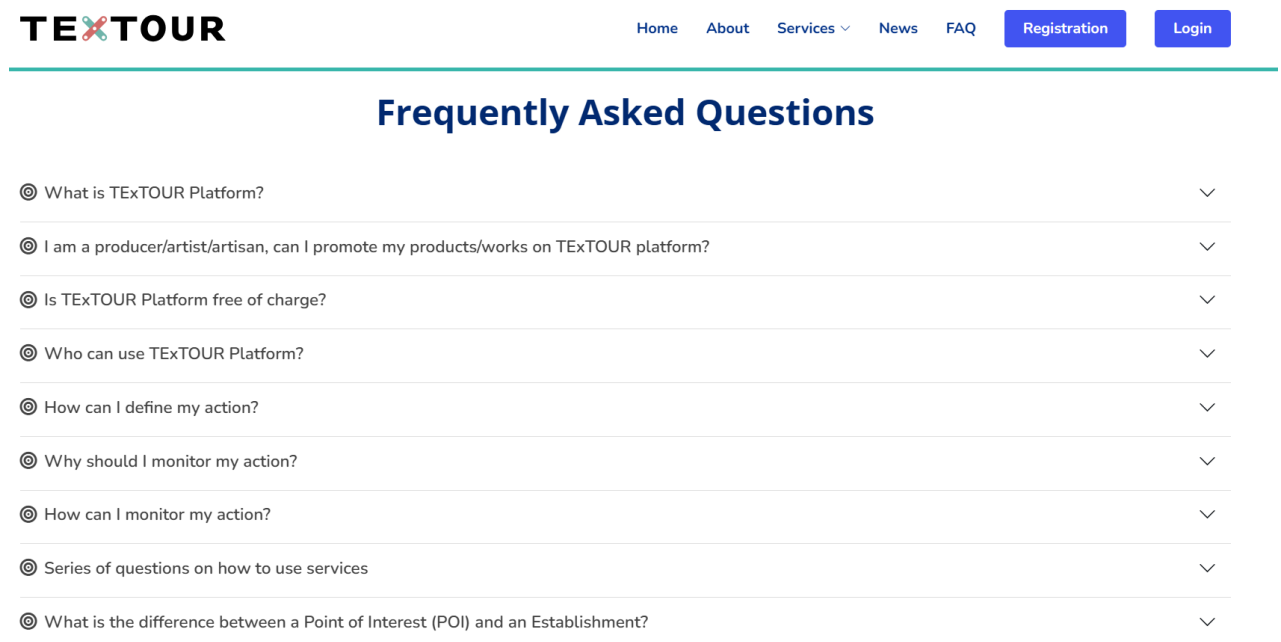 TExTOUR
Home About Services News FAQ Registration Login
Frequently Asked Questions
What is TExTOUR Platform?
I am a producer/artist/artisan, can I promote my products/works on TExTOUR platform?
Is TExTOUR Platform free of charge?
Who can use TExTOUR Platform?
How can I define my action?
Why should I monitor my action?
How can I monitor my action?
Series of questions on how to use services
What is the difference between a Point of Interest (POI) and an Establishment?